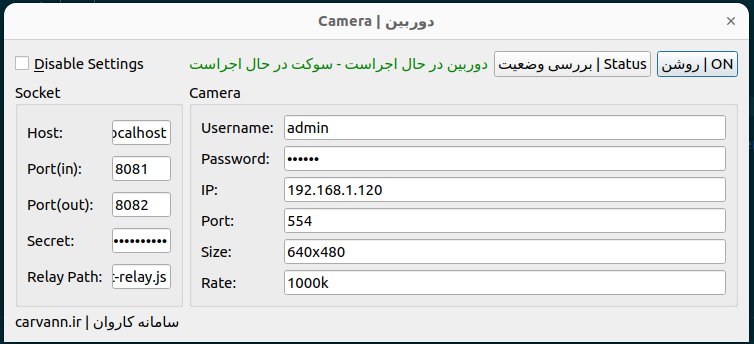 Camera | دوربین
Disable Settings
دوربین در حال اجراست - سوکت در حال اجراست
بررسی وضعیت | Status
روشن | ON
Socket
Host: ocalhost
Port(in): 8081
Port(out): 8082
Secret: ••••••••••
Relay Path: t-relay.js
Camera
Username: admin
Password: ••••••
IP: 192.168.1.120
Port: 554
Size: 640x480
Rate: 1000k
carvann.ir | سامانه کاروان